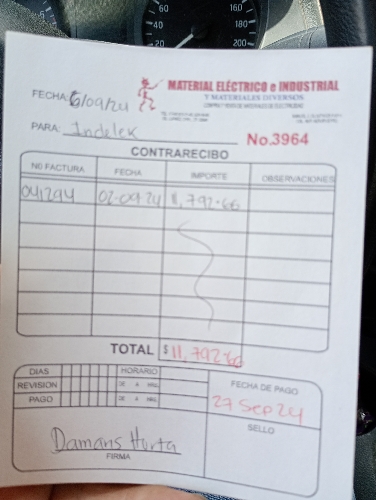 60
160
40
180
20
200
MATERIAL ELÉCTRICO e INDUSTRIAL
Y MATERIALES DIVERSOS
FECHA: 6/09/24
PARA: Indelek
No.3964
CONTRARECIBO
NO FACTURA FECHA IMPORTE OBSERVACIONES
041294 02-09-24 11,792.66
TOTAL $ 11,792.66
DIAS HORARIO
REVISION DE A HRS.
PAGO DE A HRS.
FECHA DE PAGO
27 Sep 24
SELLO
Damaris Horta
FIRMA